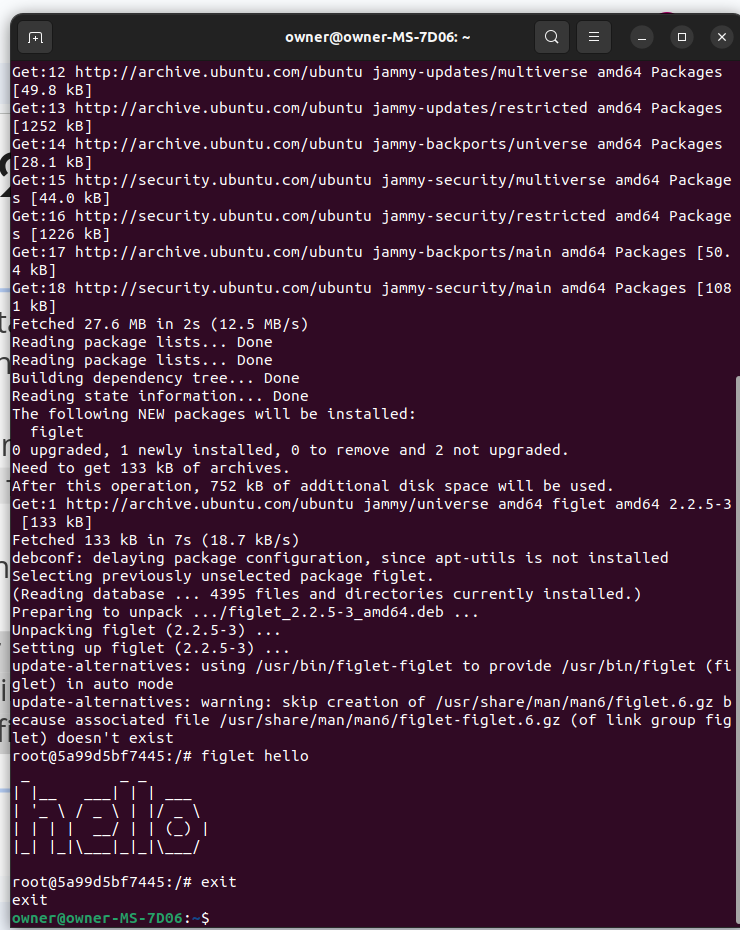 owner@owner-MS-7D06: ~
Get:12 http://archive.ubuntu.com/ubuntu jammy-updates/multiverse amd64 Packages
[49.8 kB]
Get:13 http://archive.ubuntu.com/ubuntu jammy-updates/restricted amd64 Packages
[1252 kB]
Get:14 http://archive.ubuntu.com/ubuntu jammy-backports/universe amd64 Packages
[28.1 kB]
Get:15 http://security.ubuntu.com/ubuntu jammy-security/multiverse amd64 Package
s [44.0 kB]
Get:16 http://security.ubuntu.com/ubuntu jammy-security/restricted amd64 Package
s [1226 kB]
Get:17 http://archive.ubuntu.com/ubuntu jammy-backports/main amd64 Packages [50.
4 kB]
Get:18 http://security.ubuntu.com/ubuntu jammy-security/main amd64 Packages [108
1 kB]
Fetched 27.6 MB in 2s (12.5 MB/s)
Reading package lists... Done
Reading package lists... Done
Building dependency tree... Done
Reading state information... Done
The following NEW packages will be installed:
  figlet
0 upgraded, 1 newly installed, 0 to remove and 2 not upgraded.
Need to get 133 kB of archives.
After this operation, 752 kB of additional disk space will be used.
Get:1 http://archive.ubuntu.com/ubuntu jammy/universe amd64 figlet amd64 2.2.5-3
 [133 kB]
Fetched 133 kB in 7s (18.7 kB/s)
debconf: delaying package configuration, since apt-utils is not installed
Selecting previously unselected package figlet.
(Reading database ... 4395 files and directories currently installed.)
Preparing to unpack .../figlet_2.2.5-3_amd64.deb ...
Unpacking figlet (2.2.5-3) ...
Setting up figlet (2.2.5-3) ...
update-alternatives: using /usr/bin/figlet-figlet to provide /usr/bin/figlet (fi
glet) in auto mode
update-alternatives: warning: skip creation of /usr/share/man/man6/figlet.6.gz b
ecause associated file /usr/share/man/man6/figlet-figlet.6.gz (of link group fig
let) doesn't exist
root@5a99d5bf7445:/# figlet hello
hello
root@5a99d5bf7445:/# exit
exit
owner@owner-MS-7D06:~$